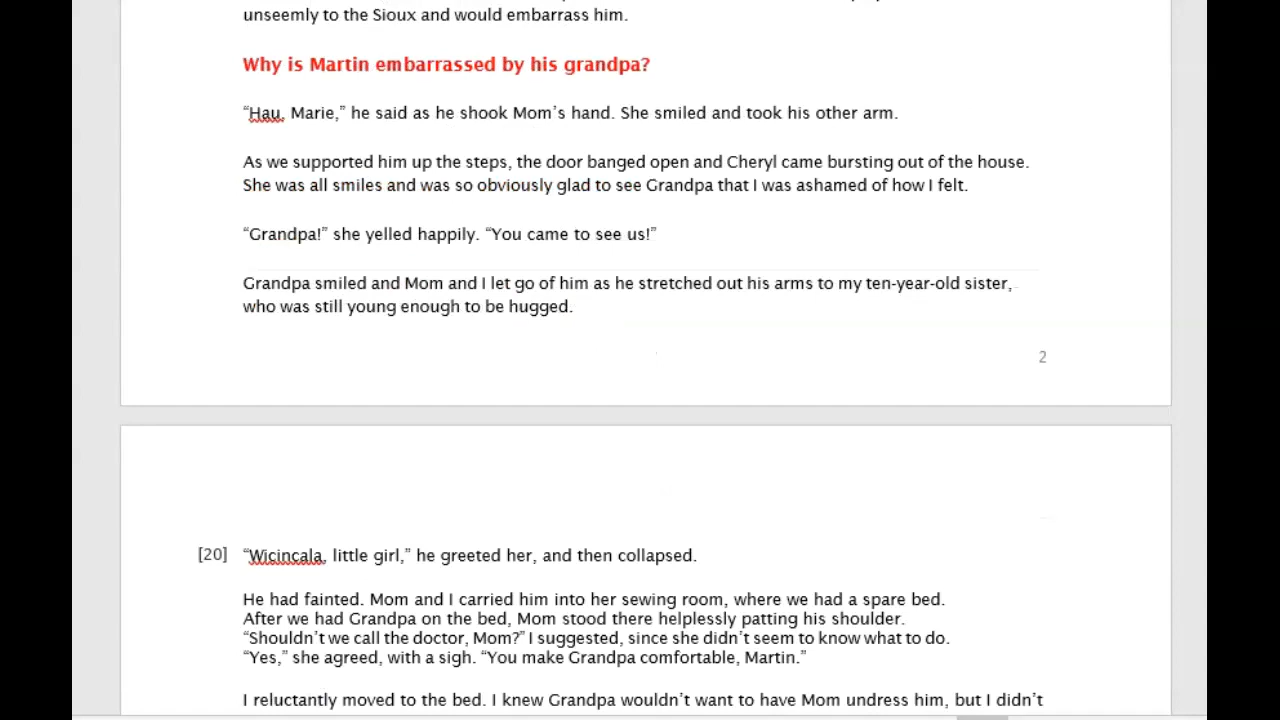 unseemly to the Sioux and would embarrass him.
Why is Martin embarrassed by his grandpa?
“Hau, Marie,” he said as he shook Mom’s hand. She smiled and took his other arm.
As we supported him up the steps, the door banged open and Cheryl came bursting out of the house.
She was all smiles and was so obviously glad to see Grandpa that I was ashamed of how I felt.
“Grandpa!” she yelled happily. “You came to see us!”
Grandpa smiled and Mom and I let go of him as he stretched out his arms to my ten-year-old sister,
who was still young enough to be hugged.
2
[20] “Wicincala, little girl,” he greeted her, and then collapsed.
He had fainted. Mom and I carried him into her sewing room, where we had a spare bed.
After we had Grandpa on the bed, Mom stood there helplessly patting his shoulder.
“Shouldn’t we call the doctor, Mom?” I suggested, since she didn’t seem to know what to do.
“Yes,” she agreed, with a sigh. “You make Grandpa comfortable, Martin.”
I reluctantly moved to the bed. I knew Grandpa wouldn’t want to have Mom undress him, but I didn’t